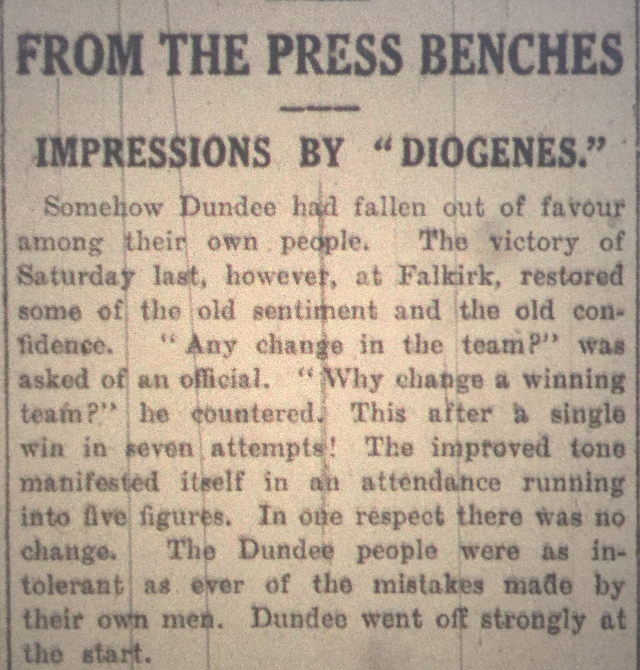 FROM THE PRESS BENCHES
IMPRESSIONS BY "DIOGENES."
Somehow Dundee had fallen out of favour
among their own people. The victory of
Saturday last, however, at Falkirk, restored
some of the old sentiment and the old con-
fidence. "Any change in the team?" was
asked of an official. "Why change a winning
team?" he countered. This after a single
win in seven attempts! The improved tone
manifested itself in an attendance running
into five figures. In one respect there was no
change. The Dundee people were as in-
tolerant as ever of the mistakes made by
their own men. Dundee went off strongly at
the start.